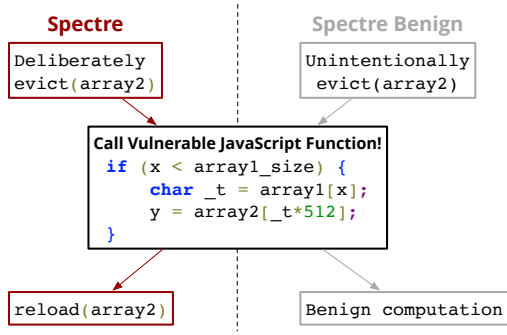 Spectre
Spectre Benign
Deliberately
evict(array2)
Unintentionally
evict(array2)
Call Vulnerable JavaScript Function!
if (x < array1_size) {
    char _t = array1[x];
    y = array2[_t*512];
}
reload(array2)
Benign computation